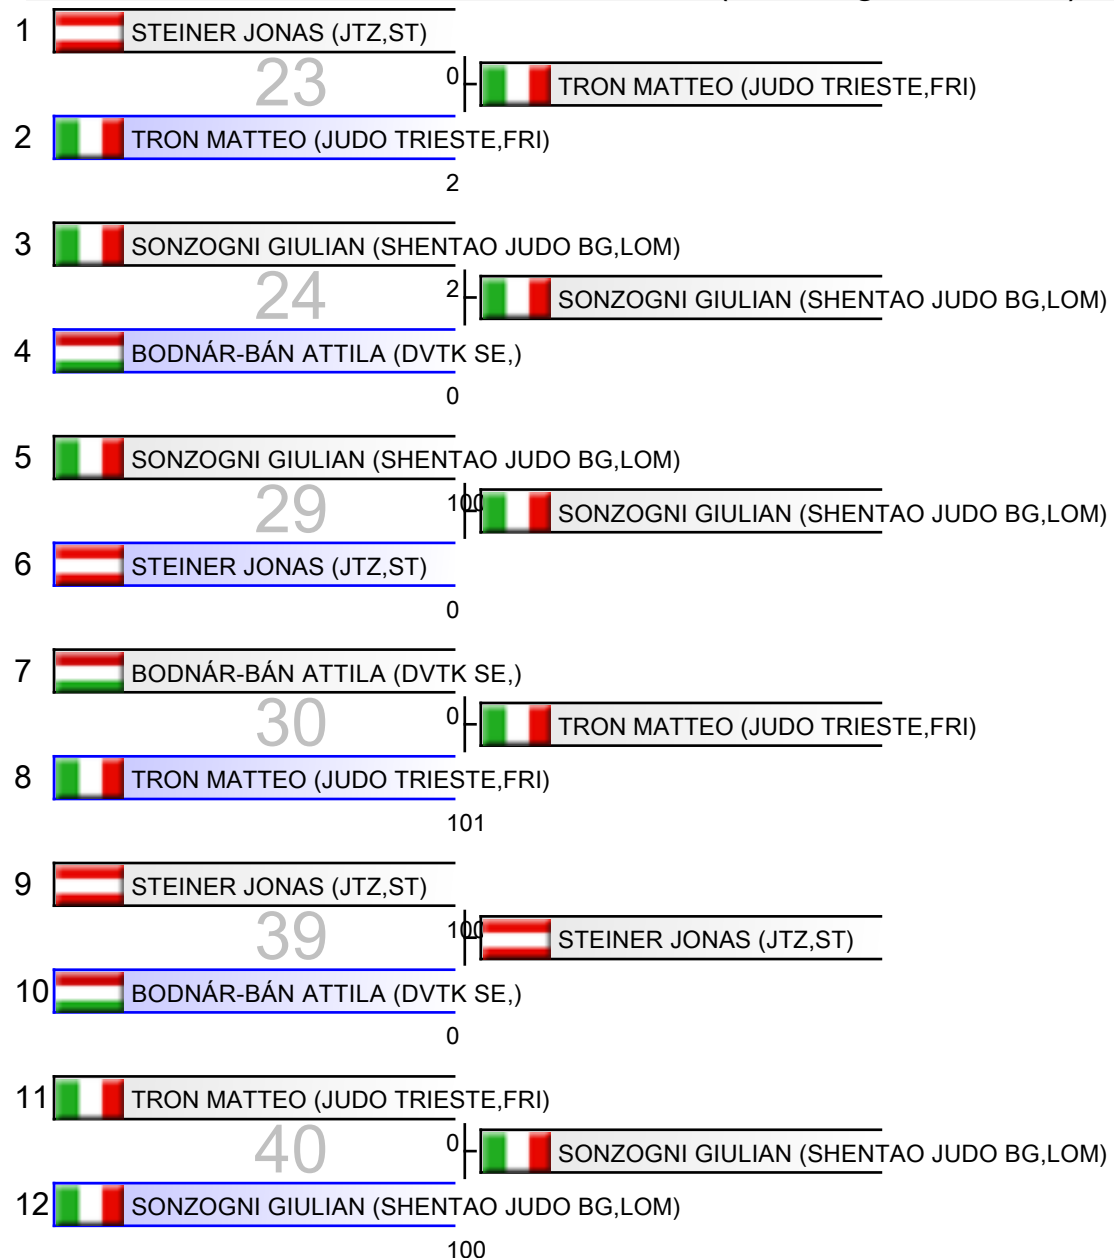 1 STEINER JONAS (JTZ,ST)
23
0
TRON MATTEO (JUDO TRIESTE,FRI)
2 TRON MATTEO (JUDO TRIESTE,FRI)
2
3 SONZOGNI GIULIAN (SHENTAO JUDO BG,LOM)
24
2
SONZOGNI GIULIAN (SHENTAO JUDO BG,LOM)
4 BODNÁR-BÁN ATTILA (DVTK SE,)
0
5 SONZOGNI GIULIAN (SHENTAO JUDO BG,LOM)
29
100
SONZOGNI GIULIAN (SHENTAO JUDO BG,LOM)
6 STEINER JONAS (JTZ,ST)
0
7 BODNÁR-BÁN ATTILA (DVTK SE,)
30
0
TRON MATTEO (JUDO TRIESTE,FRI)
8 TRON MATTEO (JUDO TRIESTE,FRI)
101
9 STEINER JONAS (JTZ,ST)
39
100
STEINER JONAS (JTZ,ST)
10 BODNÁR-BÁN ATTILA (DVTK SE,)
0
11 TRON MATTEO (JUDO TRIESTE,FRI)
40
0
SONZOGNI GIULIAN (SHENTAO JUDO BG,LOM)
12 SONZOGNI GIULIAN (SHENTAO JUDO BG,LOM)
100